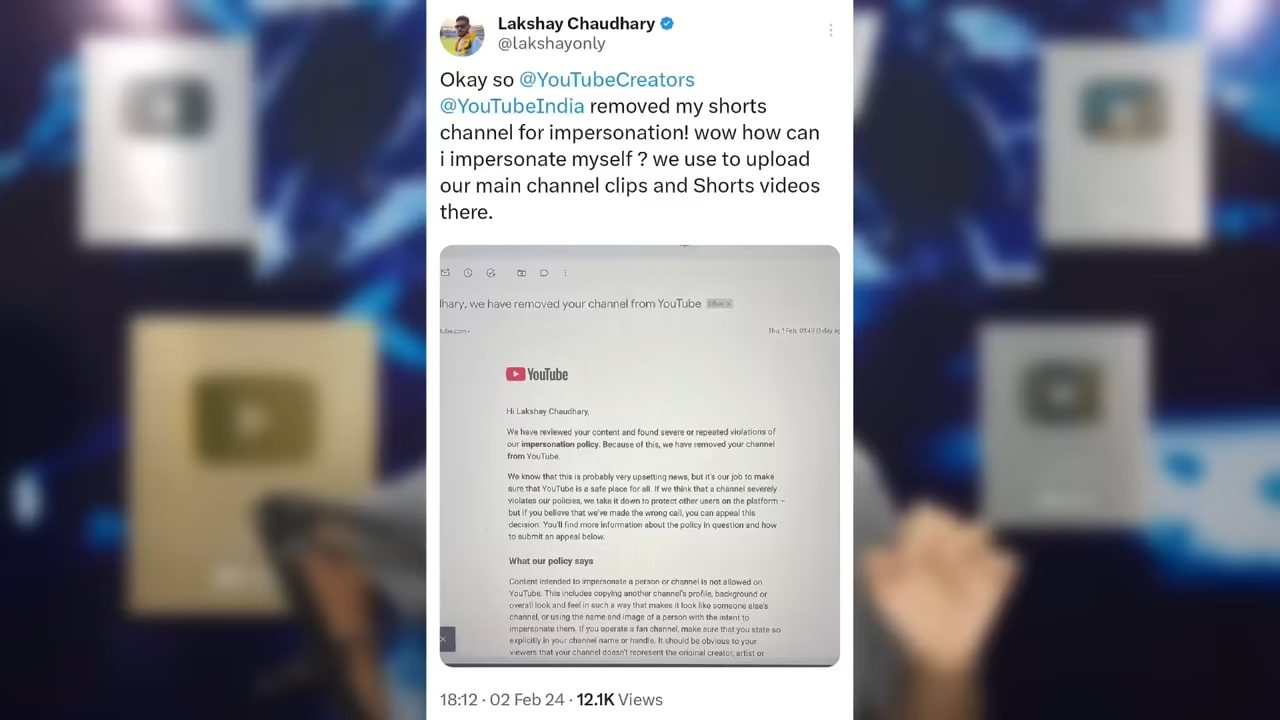 Lakshay Chaudhary
@lakshayonly
Okay so @YouTubeCreators
@YouTubeIndia removed my shorts
channel for impersonation! wow how can
i impersonate myself ? we use to upload
our main channel clips and Shorts videos
there.
hary, we have removed your channel from YouTube
tube.com>
Thu, 1 Feb, 01:49 (1 day
YouTube
Hi Lakshay Chaudhary,
We have reviewed your content and found severe or repeated violations of
our impersonation policy. Because of this, we have removed your channel
from YouTube.
We know that this is probably very upsetting news, but it's our job to make
sure that YouTube is a safe place for all. If we think that a channel severely
violates our policies, we take it down to protect other users on the platform –
but if you believe that we've made the wrong call, you can appeal this
decision. You'll find more information about the policy in question and how
to submit an appeal below.
What our policy says
Content intended to impersonate a person or channel is not allowed on
YouTube. This includes copying another channel's profile, background or
overall look and feel in such a way that makes it look like someone else's
channel, or using the name and image of a person with the intent to
impersonate them. If you operate a fan channel, make sure that you state so
explicitly in your channel name or handle. It should be obvious to your
viewers that your channel doesn't represent the original creator, artist or
18:12 · 02 Feb 24 · 12.1K Views